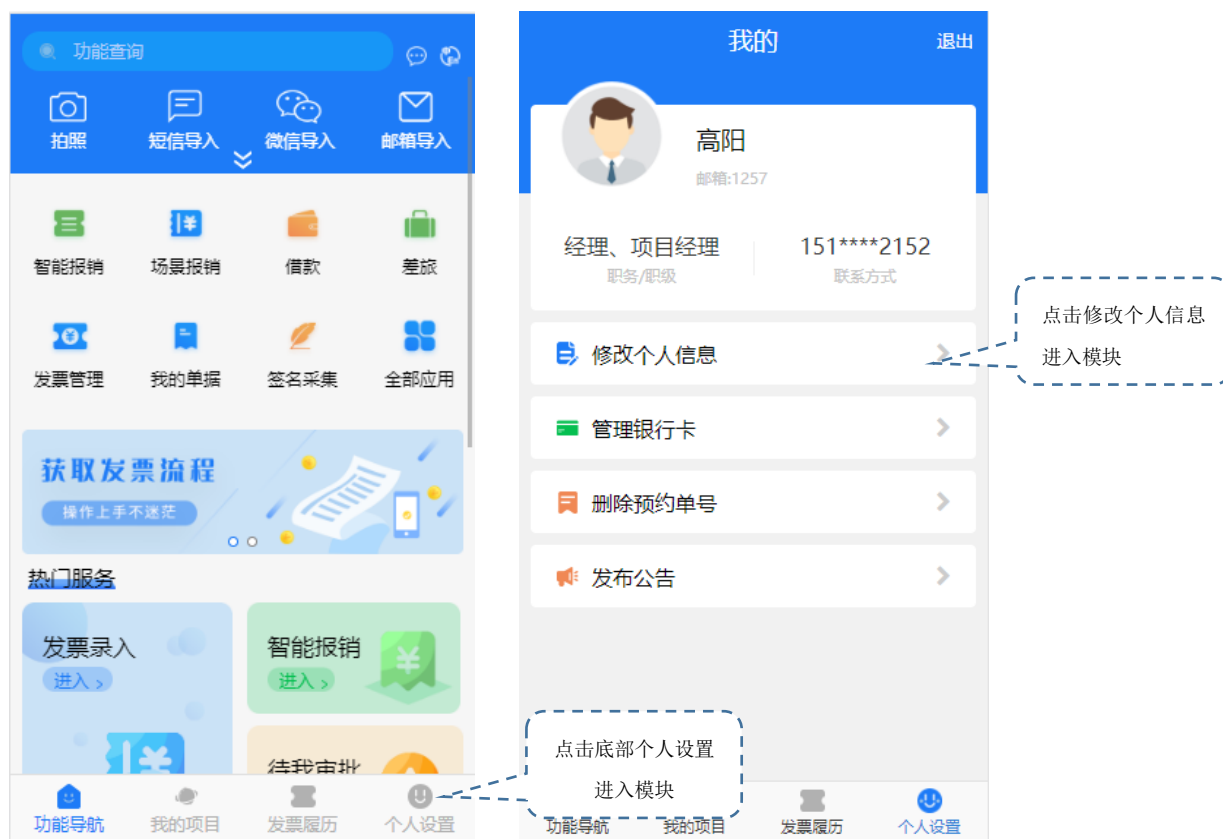 功能查询
拍照
短信导入
微信导入
邮箱导入
智能报销
场景报销
借款
差旅
发票管理
我的单据
签名采集
全部应用
获取发票流程
操作上手不迷茫
热门服务
发票录入
进入 >
智能报销
进入 >
待我审批
功能导航
我的项目
发票履历
个人设置
我的
退出
高阳
邮箱:1257
经理、项目经理
职务/职级
151****2152
联系方式
修改个人信息
管理银行卡
删除预约单号
发布公告
点击修改个人信息
进入模块
点击底部个人设置
进入模块
功能导航
我的项目
发票履历
个人设置